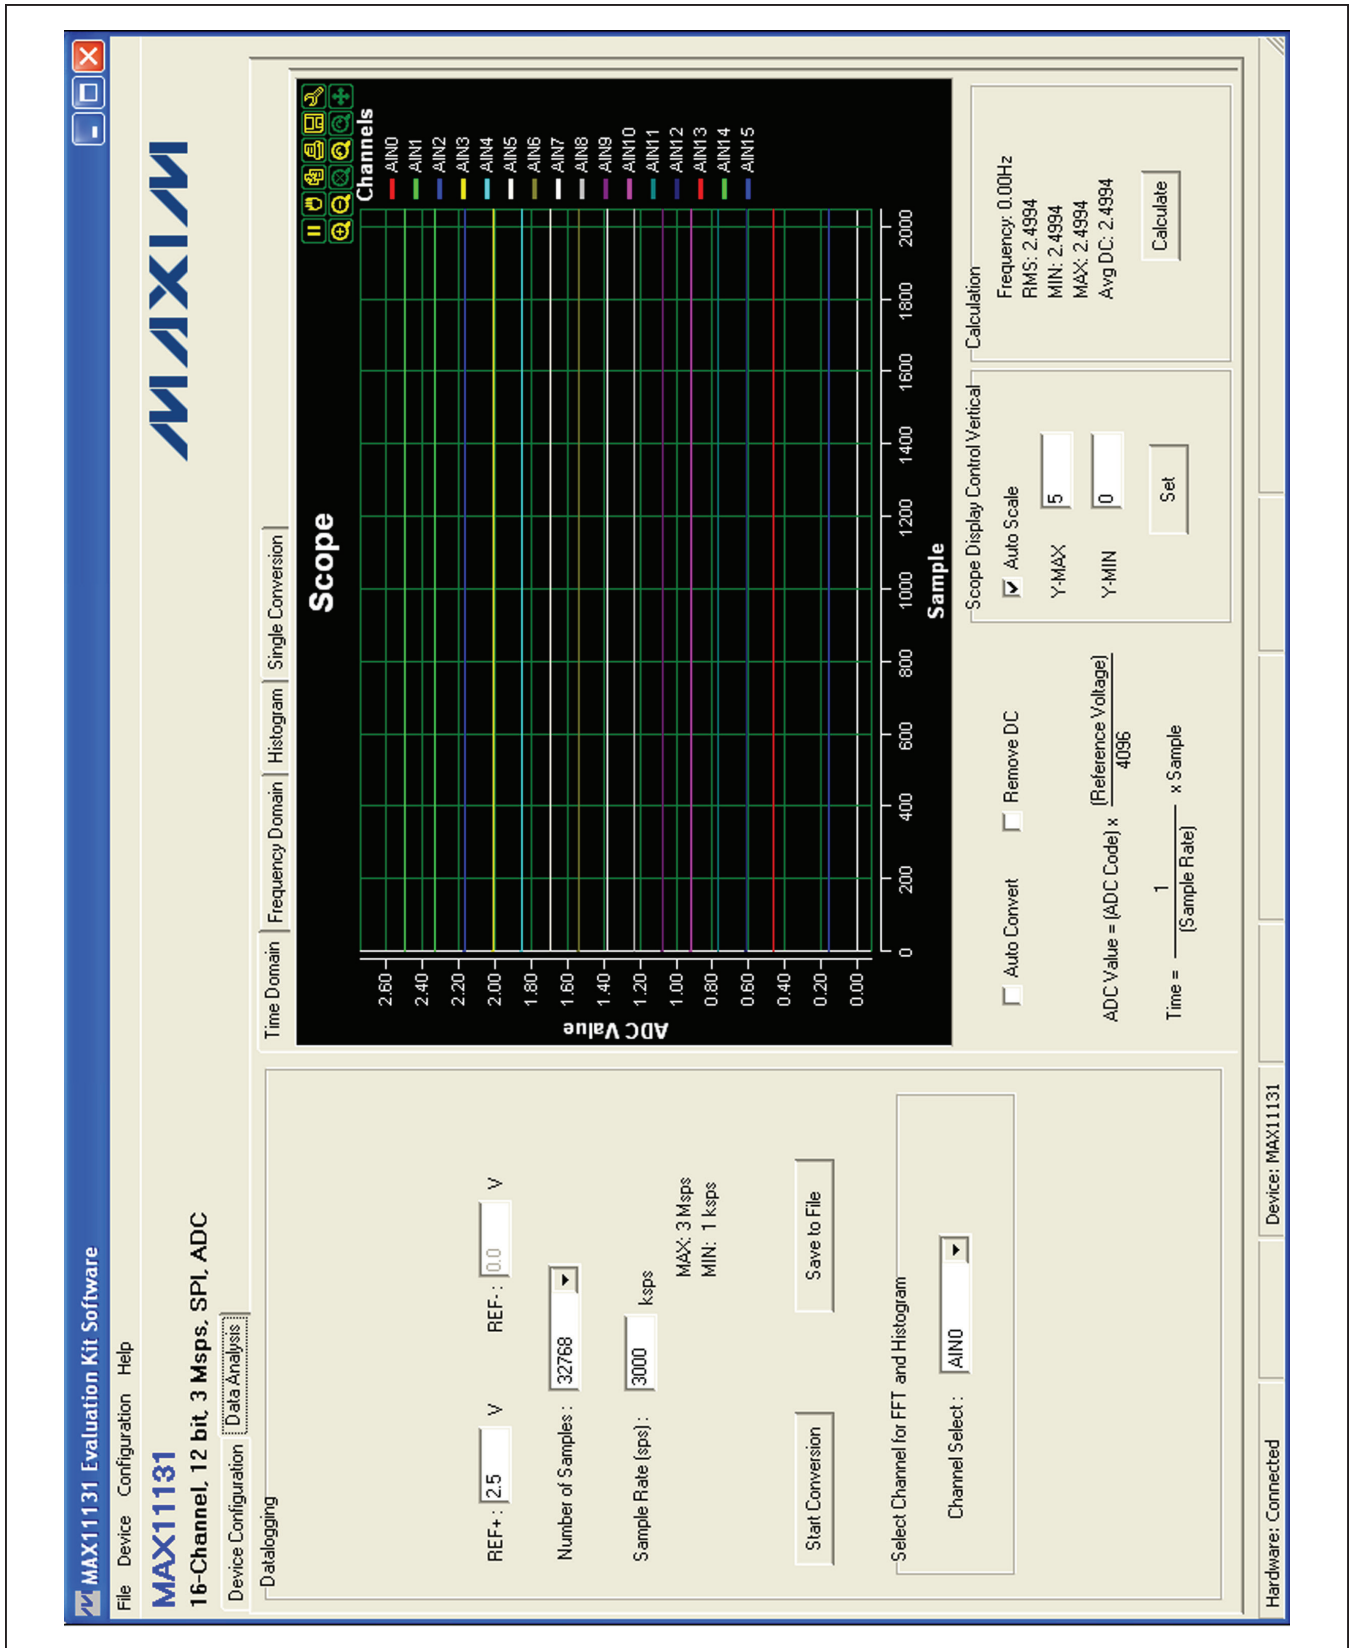 MAX11131 Evaluation Kit Software
File Device Configuration Help
MAX11131
MAXIM
16-Channel, 12 bit, 3 Msps, SPI, ADC
Device Configuration
Data Analysis
Datalogging
REF+ : 2.5 V
REF- : 0.0 V
Number of Samples : 32768
Sample Rate (sps) : 3000 ksps
MAX: 3 Msps
MIN: 1 ksps
Start Conversion
Save to File
Select Channel for FFT and Histogram
Channel Select : AIN0
Time Domain
Frequency Domain
Histogram
Single Conversion
Scope
Channels
AIN0
AIN1
AIN2
AIN3
AIN4
AIN5
AIN6
AIN7
AIN8
AIN9
AIN10
AIN11
AIN12
AIN13
AIN14
AIN15
ADC Value
2.60
2.40
2.20
2.00
1.80
1.60
1.40
1.20
1.00
0.80
0.60
0.40
0.20
0.00
0 200 400 600 800 1000 1200 1400 1600 1800 2000
Sample
Auto Convert
Remove DC
ADC Value = (ADC Code) x (Reference Voltage)
4096
Time = 1
(Sample Rate)
x Sample
Scope Display Control Vertical
Auto Scale
Y-MAX 5
Y-MIN 0
Set
Calculation
Frequency: 0.00Hz
RMS: 2.4994
MIN: 2.4994
MAX: 2.4994
Avg DC: 2.4994
Calculate
Hardware: Connected
Device: MAX11131